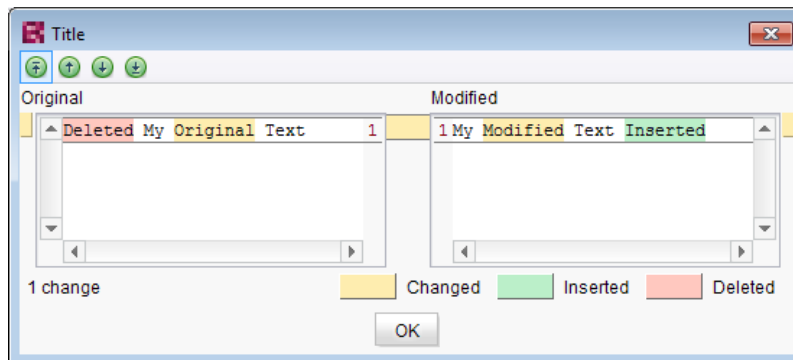 Title
Original Modified
Deleted My Original Text 1 1 My Modified Text Inserted
1 change Changed Inserted Deleted
OK